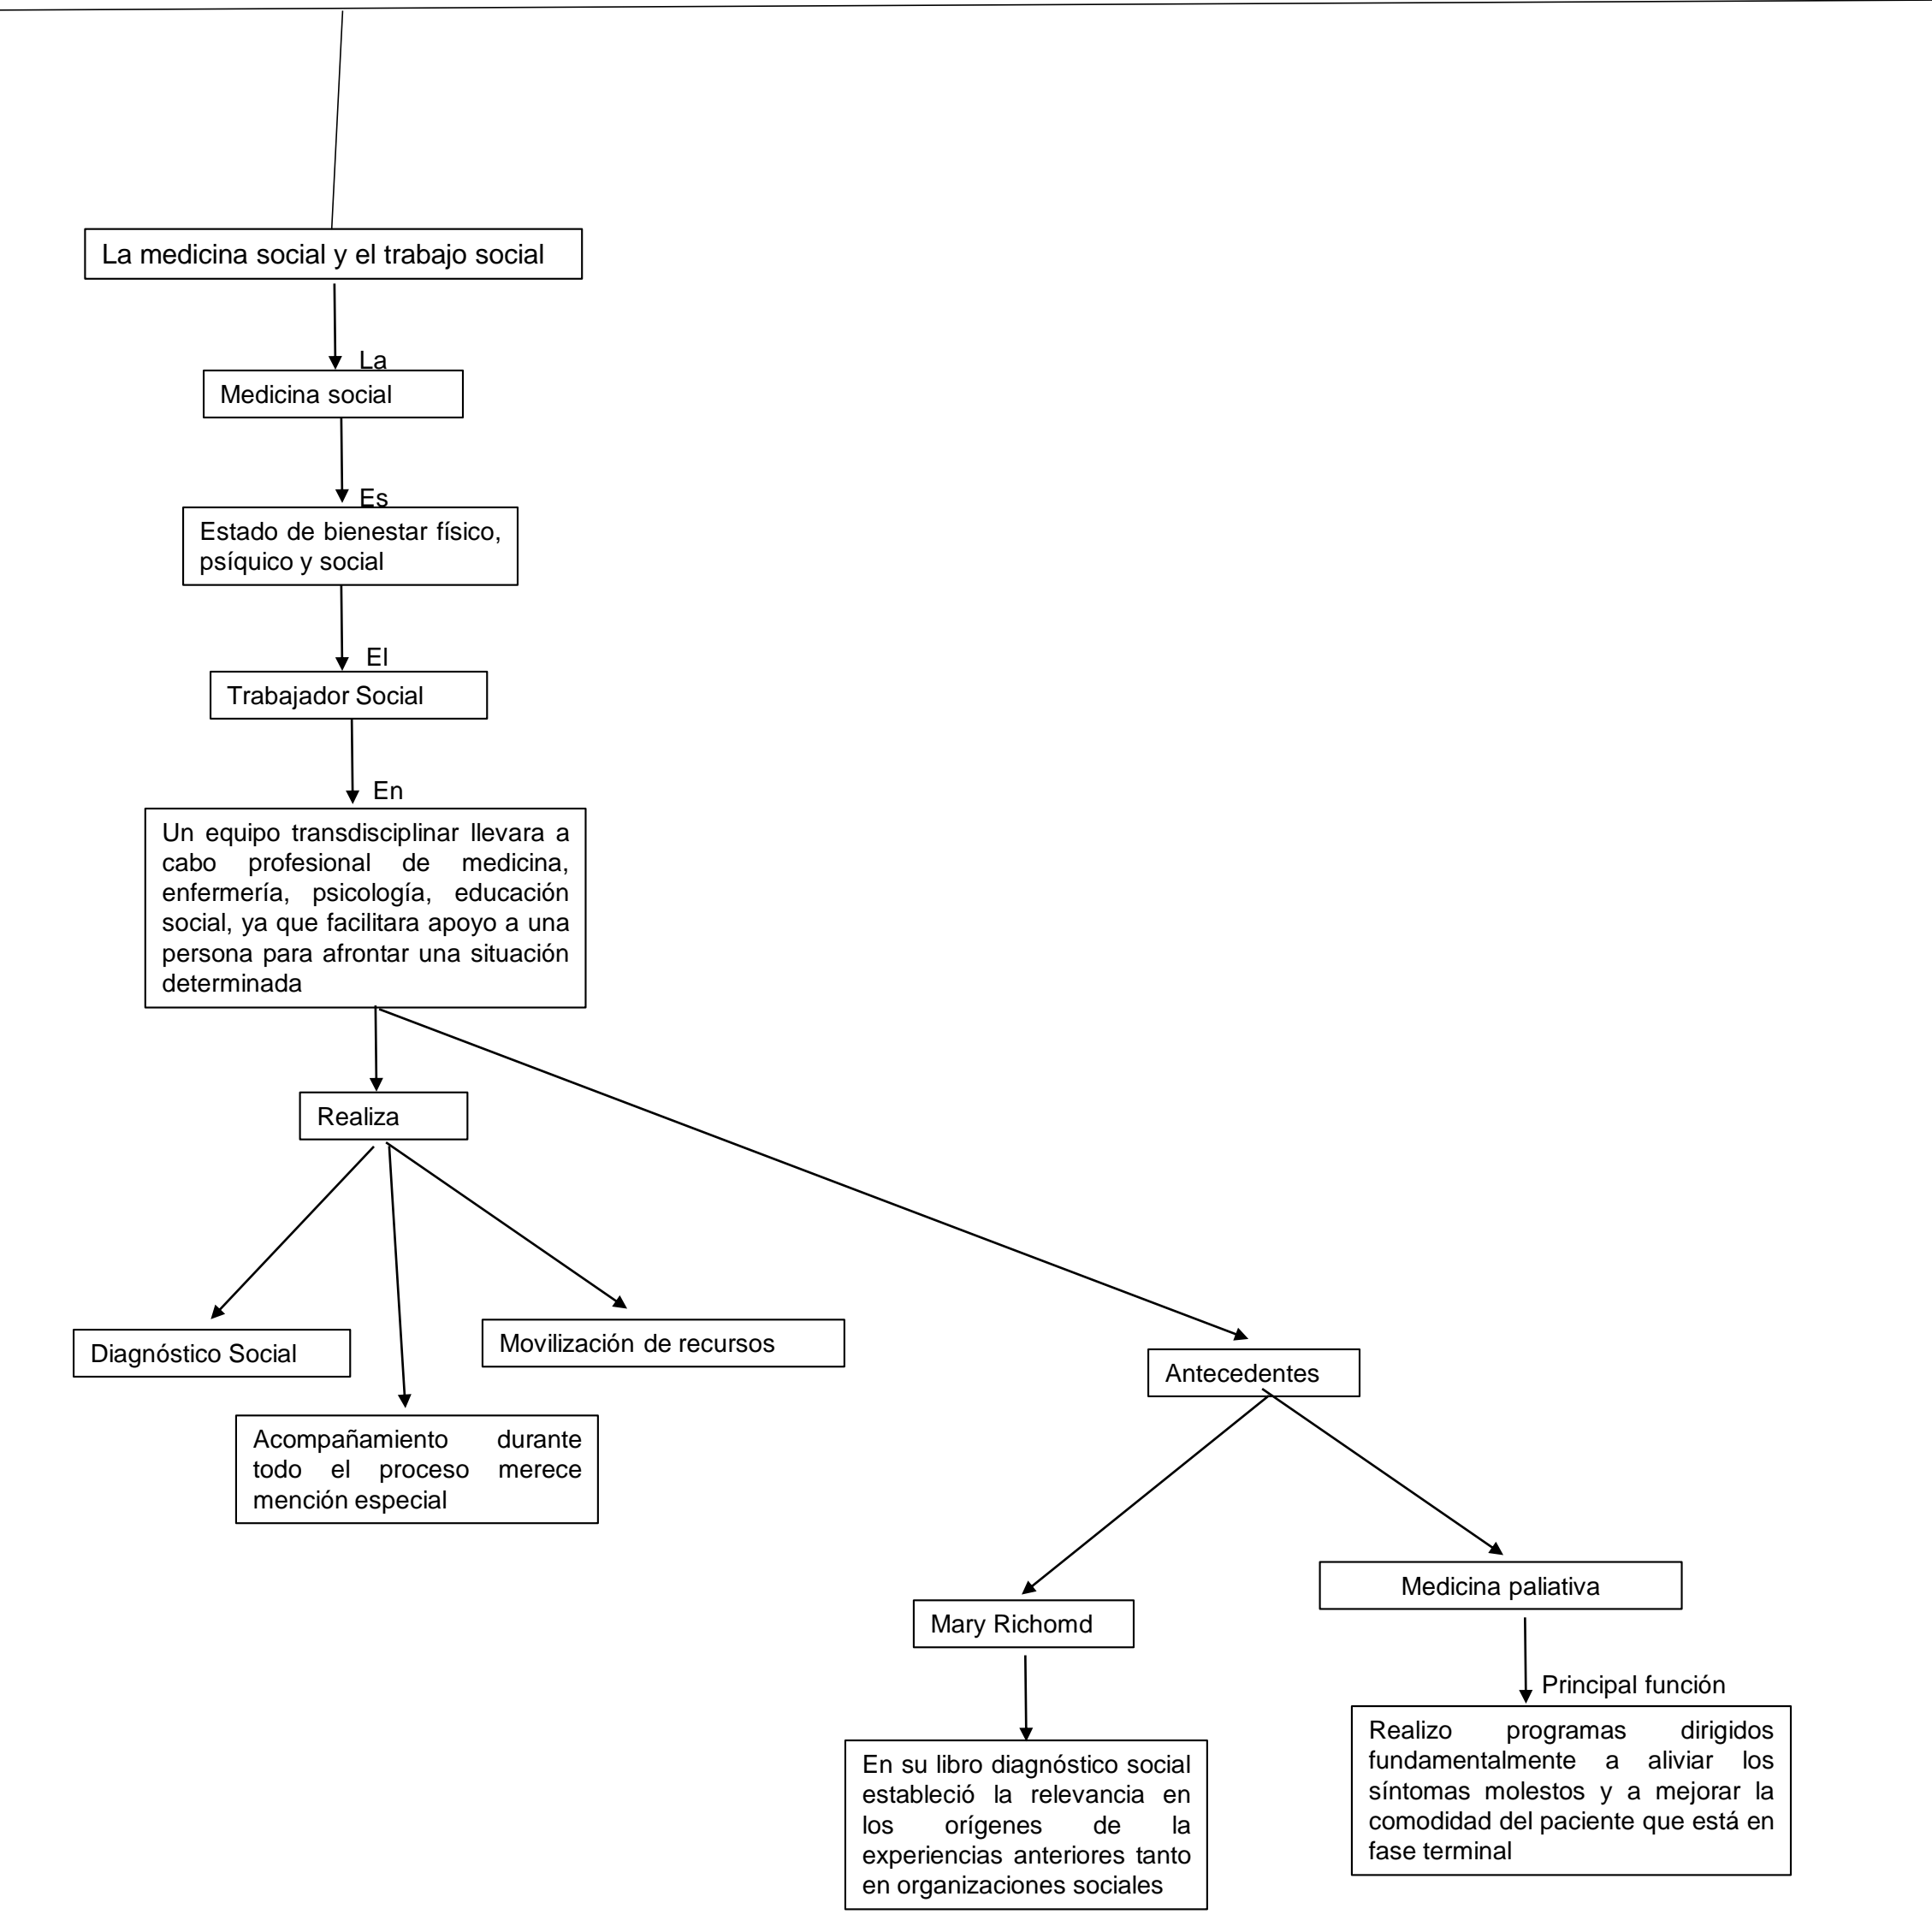 La medicina social y el trabajo social
La
Medicina social
Es
Estado de bienestar físico,
psíquico y social
El
Trabajador Social
En
Un equipo transdisciplinar llevara a
cabo profesional de medicina,
enfermería, psicología, educación
social, ya que facilitara apoyo a una
persona para afrontar una situación
determinada
Realiza
Diagnóstico Social
Movilización de recursos
Acompañamiento durante
todo el proceso merece
mención especial
Antecedentes
Mary Richomd
En su libro diagnóstico social
estableció la relevancia en
los orígenes de la
experiencias anteriores tanto
en organizaciones sociales
Medicina paliativa
Principal función
Realizo programas dirigidos
fundamentalmente a aliviar los
síntomas molestos y a mejorar la
comodidad del paciente que está en
fase terminal